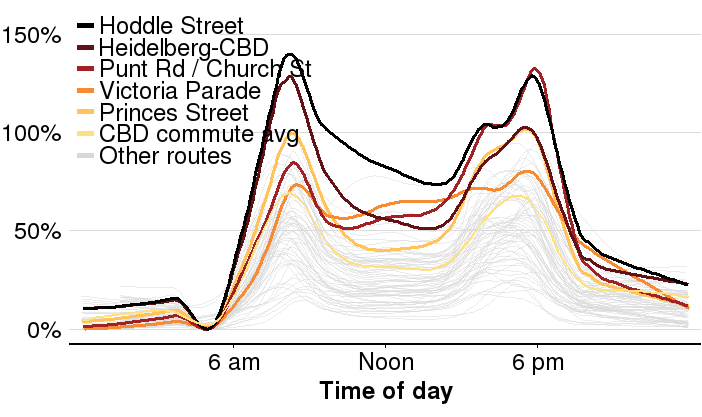 150%
100%
50%
0%
Hoddle Street
Heidelberg-CBD
Punt Rd / Church St
Victoria Parade
Princes Street
CBD commute avg
Other routes
6 am
Noon
6 pm
Time of day